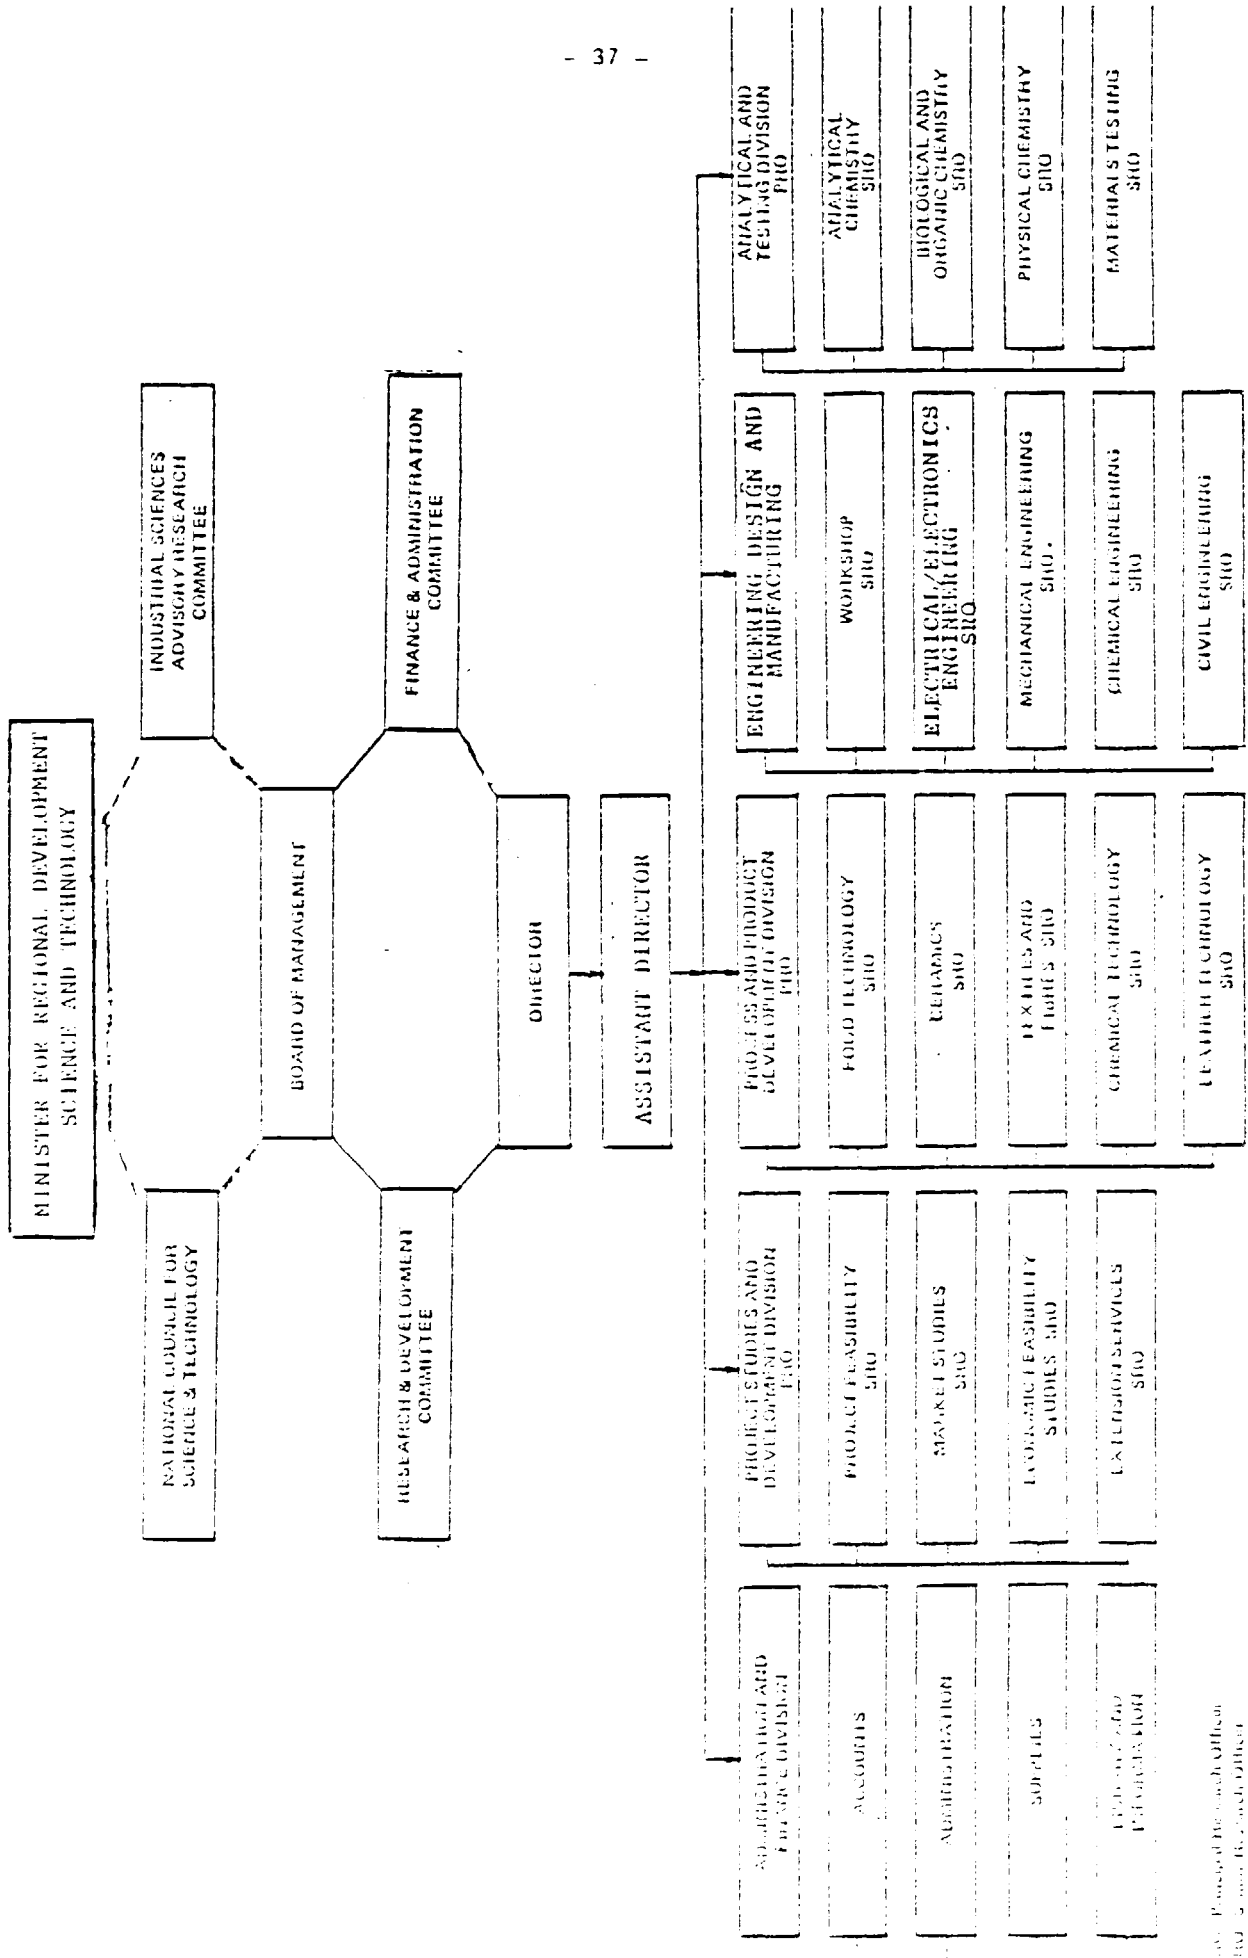 - 37 -
MINISTER FOR REGIONAL DEVELOPMENT
SCIENCE AND TECHNOLOGY
NATIONAL COUNCIL FOR
SCIENCE & TECHNOLOGY
INDUSTRIAL SCIENCES
ADVISORY RESEARCH
COMMITTEE
BOARD OF MANAGEMENT
RESEARCH & DEVELOPMENT
COMMITTEE
FINANCE & ADMINISTRATION
COMMITTEE
DIRECTOR
ASSISTANT DIRECTOR
ADMINISTRATION AND
FINANCE DIVISION
ACCOUNTS
ADMINISTRATION
SUPPLIES
INFORMATION
PROJECT STUDIES AND
DEVELOPMENT DIVISION
PRO
PROJECT FEASIBILITY
SRO
MARKET STUDIES
SRO
ECONOMIC FEASIBILITY
STUDIES SRO
EXTENSION SERVICES
SRO
PROCESS AND PRODUCT
DEVELOPMENT DIVISION
PRO
FOOD TECHNOLOGY
SRO
CERAMICS
SRO
TEXTILES AND
FIBRES SRO
CHEMICAL TECHNOLOGY
SRO
LEATHER TECHNOLOGY
SRO
ENGINEERING DESIGN AND
MANUFACTURING
WORKSHOP
SRO
ELECTRICAL/ELECTRONICS
ENGINEERING
SRO
MECHANICAL ENGINEERING
SRO.
CHEMICAL ENGINEERING
SRO
CIVIL ENGINEERING
SRO
ANALYTICAL AND
TESTING DIVISION
PRO
ANALYTICAL
CHEMISTRY
SRO
BIOLOGICAL AND
ORGANIC CHEMISTRY
SRO
PHYSICAL CHEMISTRY
SRO
MATERIALS TESTING
SRO
Principal Research Officer
Research Officer